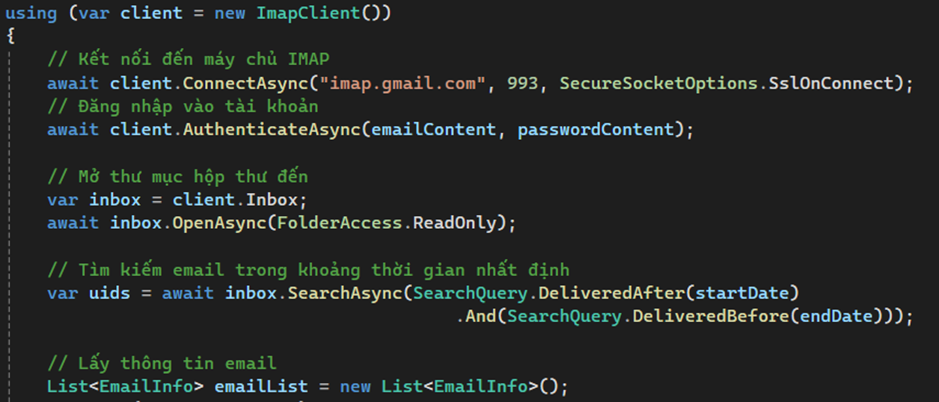 using (var client = new ImapClient())
{
// Kết nối đến máy chủ IMAP
await client.ConnectAsync("imap.gmail.com", 993, SecureSocketOptions.SslOnConnect);
// Đăng nhập vào tài khoản
await client.AuthenticateAsync(emailContent, passwordContent);
// Mở thư mục hộp thư đến
var inbox = client.Inbox;
await inbox.OpenAsync(FolderAccess.ReadOnly);
// Tìm kiếm email trong khoảng thời gian nhất định
var uids = await inbox.SearchAsync(SearchQuery.DeliveredAfter(startDate)
.And(SearchQuery.DeliveredBefore(endDate)));
// Lấy thông tin email
List<EmailInfo> emailList = new List<EmailInfo>();